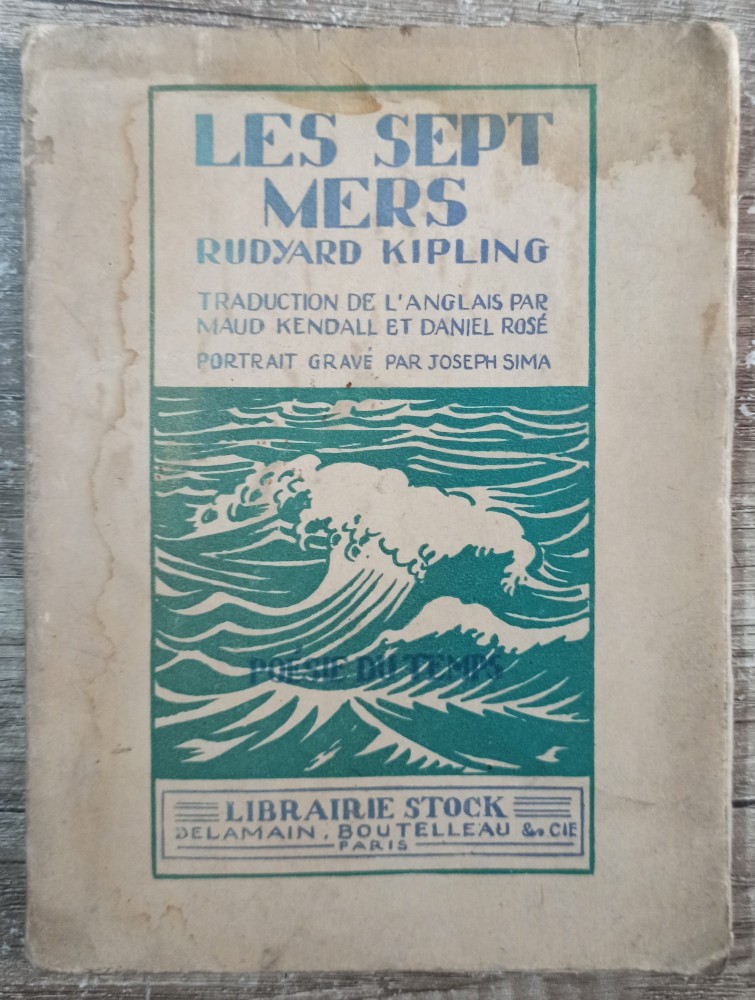 LES SEPT
MERS
RUDYARD KIPLING
TRADUCTION DE L'ANGLAIS PAR
MAUD KENDALL ET DANIEL ROSÉ
PORTRAIT GRAVÉ PAR JOSEPH SIMA
POÉSIE DU TEMPS
LIBRAIRIE STOCK
DELAMAIN, BOUTELLEAU & CIE
PARIS